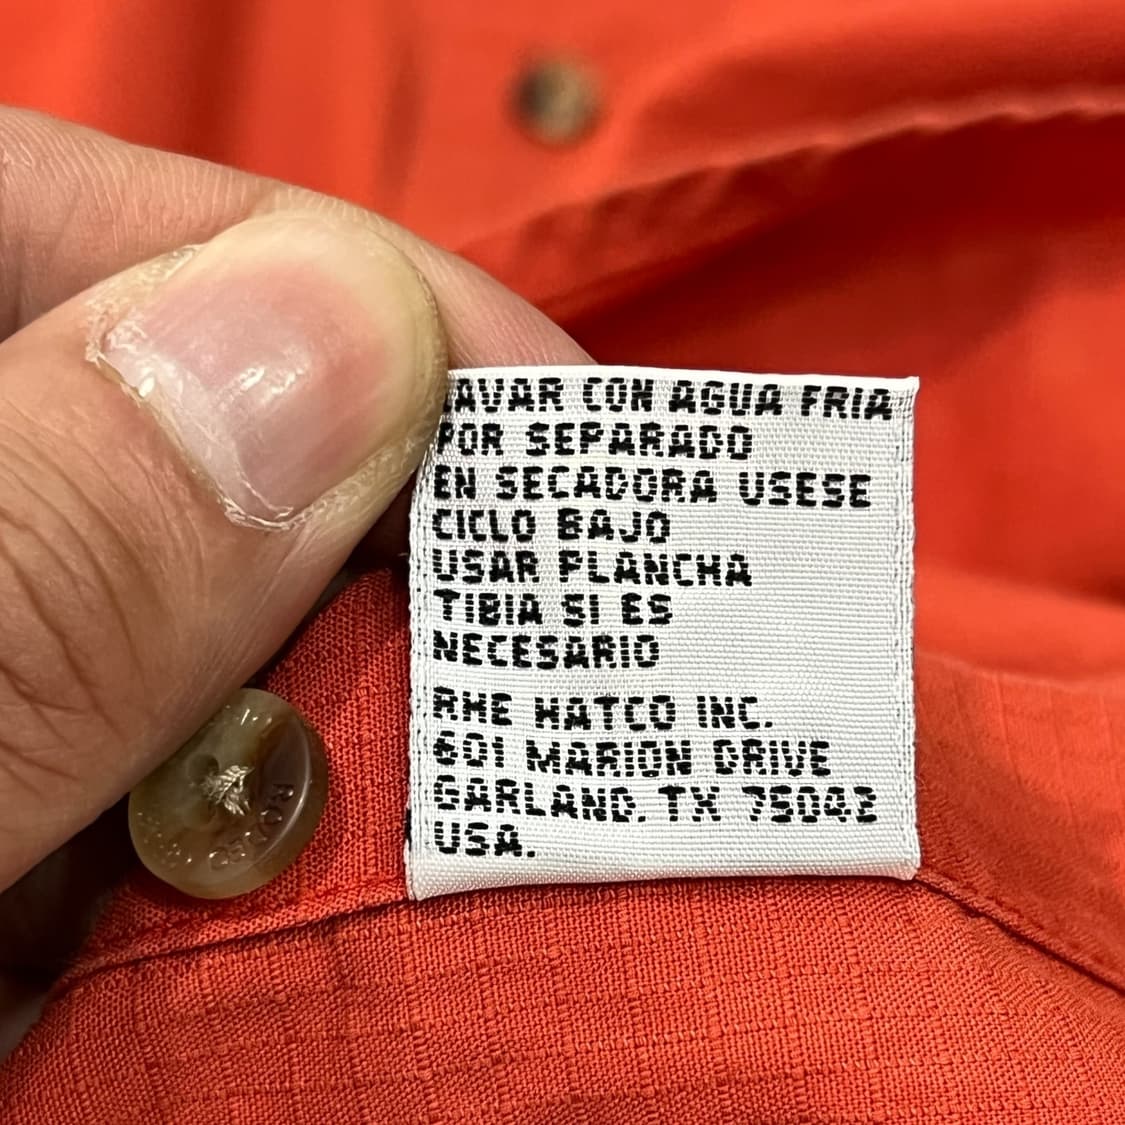 LAVAR CON AGUA FRIA
POR SEPARADO
EN SECADORA USESE
CICLO BAJO
USAR PLANCHA
TIBIA SI ES
NECESARIO
RHE HATCO INC.
601 MARION DRIVE
GARLAND. TX 75042
USA.